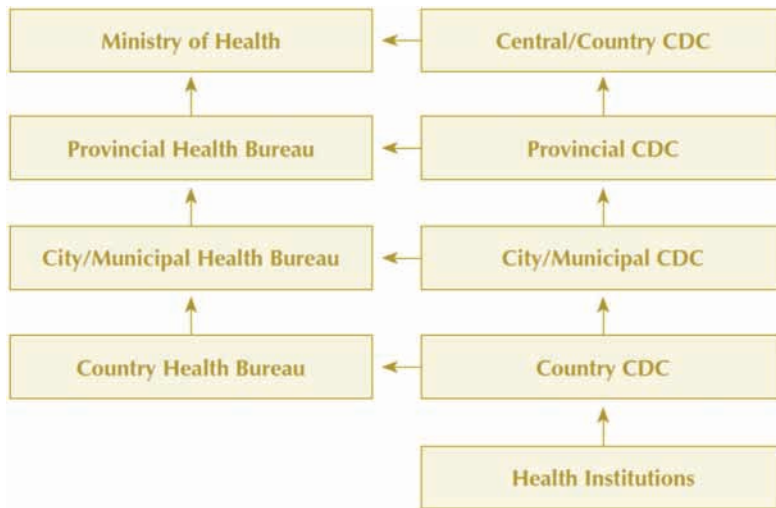 Ministry of Health
Central/Country CDC
Provincial Health Bureau
Provincial CDC
City/Municipal Health Bureau
City/Municipal CDC
Country Health Bureau
Country CDC
Health Institutions